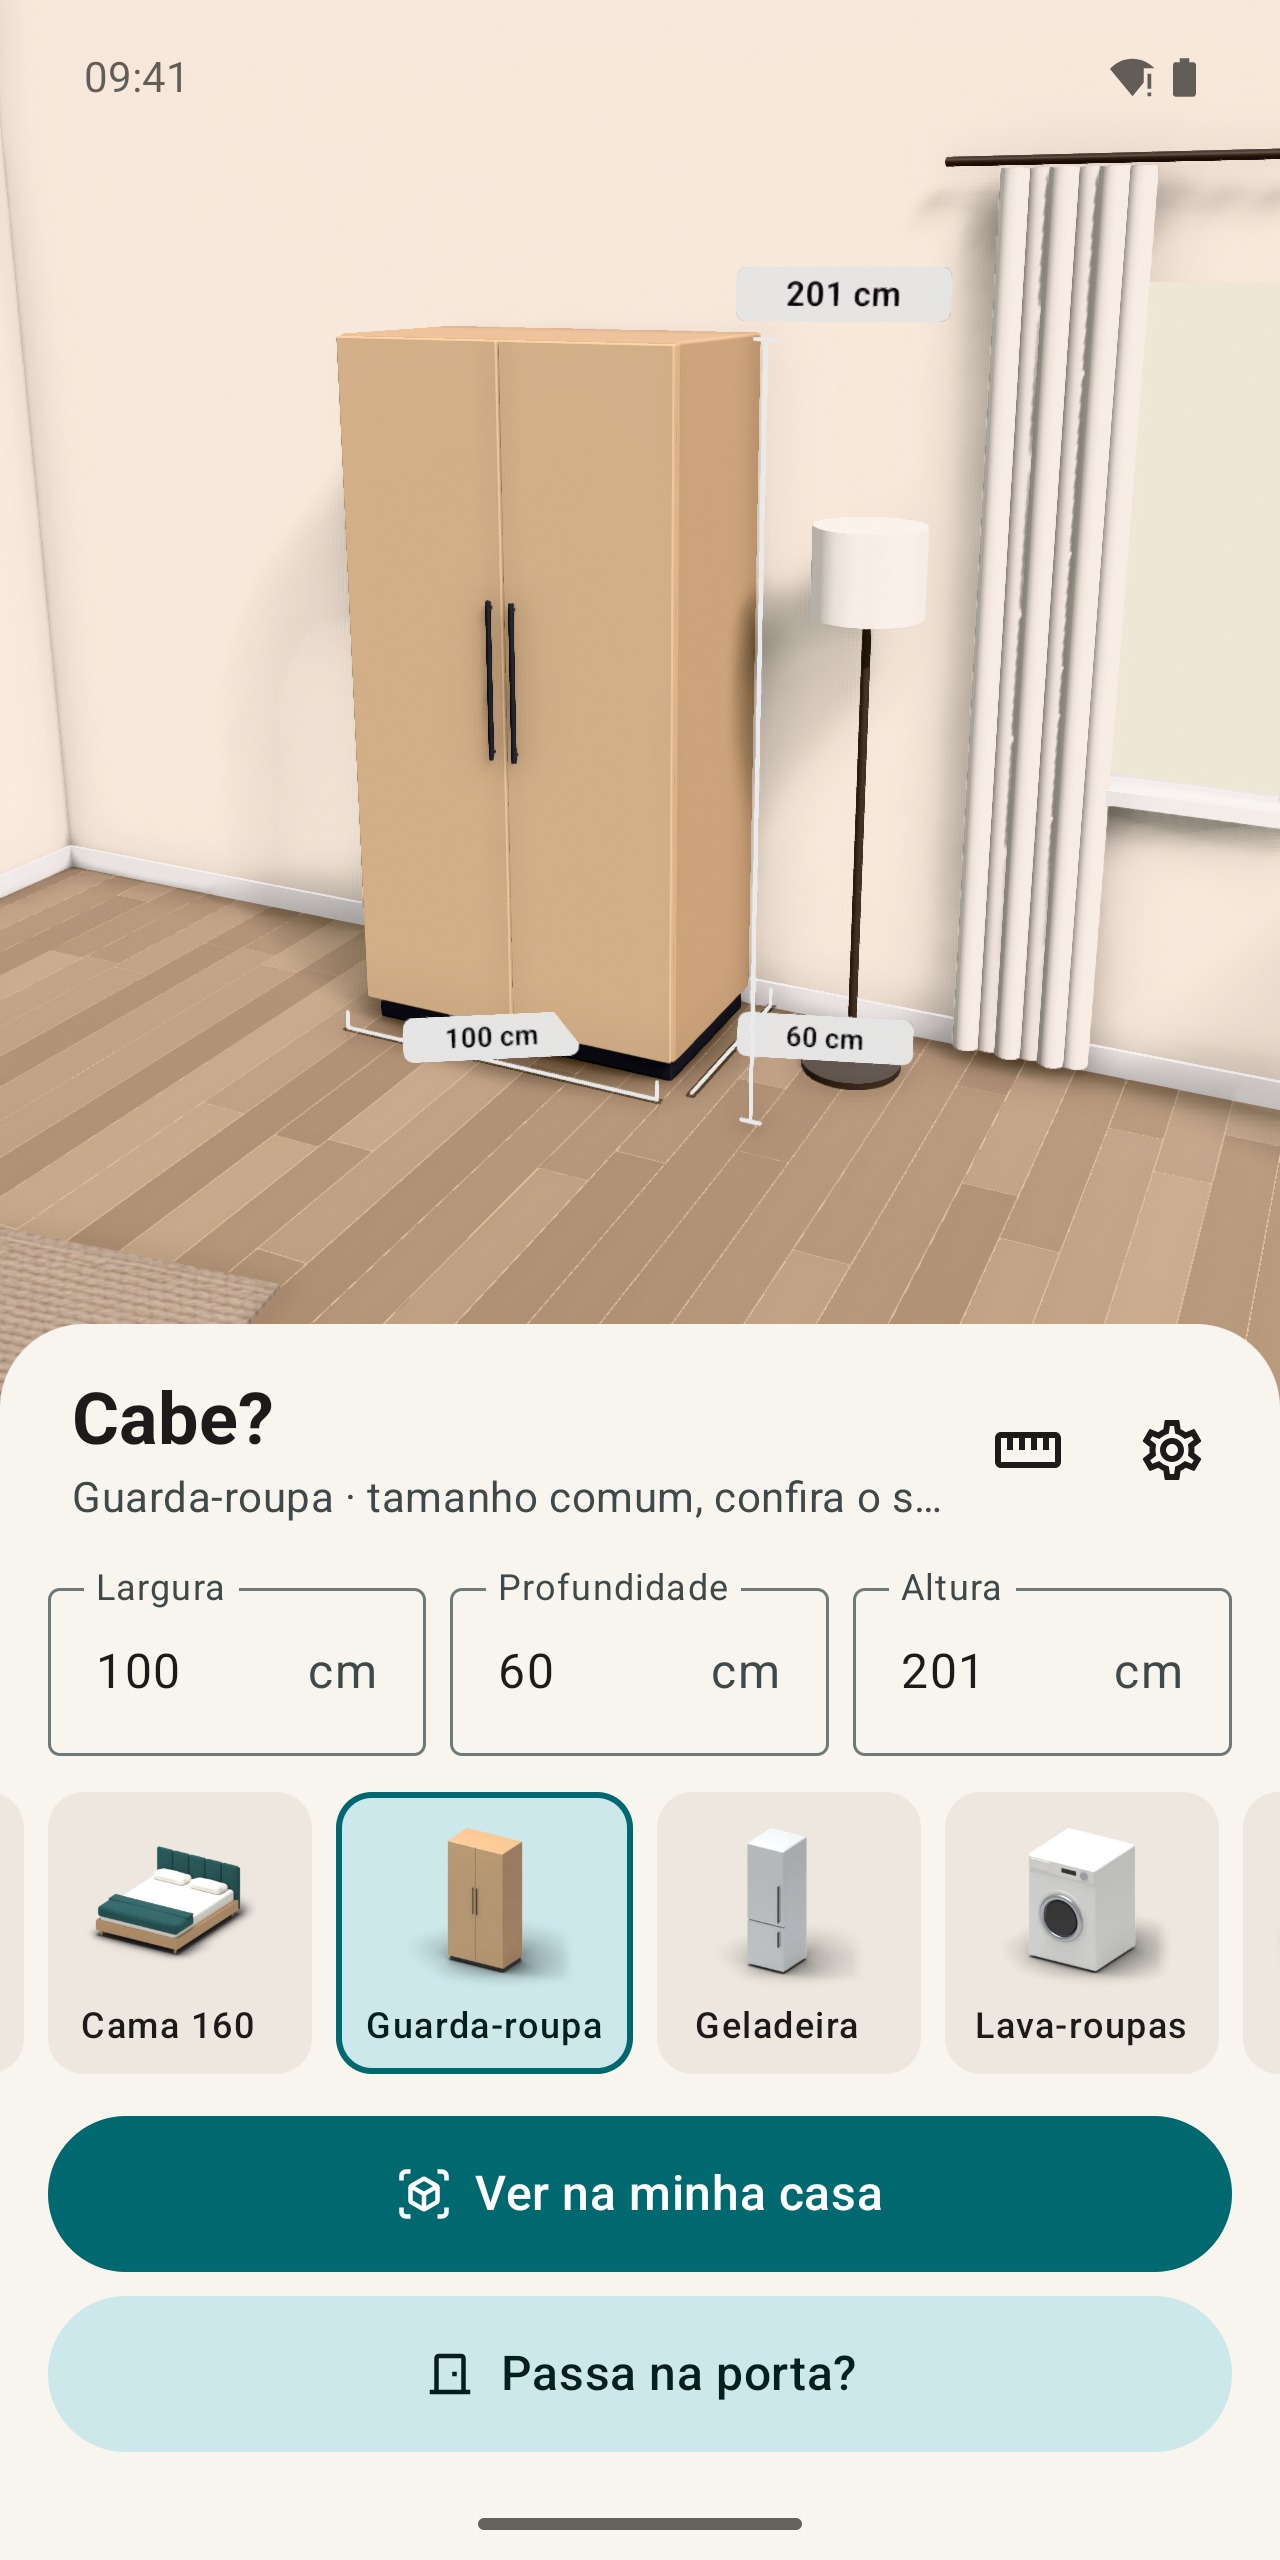 09:41
201 cm
100 cm
60 cm
Cabe?
Guarda-roupa · tamanho comum, confira o s...
Largura
Profundidade
Altura
100 cm
60 cm
201 cm
Cama 160
Guarda-roupa
Geladeira
Lava-roupas
Ver na minha casa
Passa na porta?